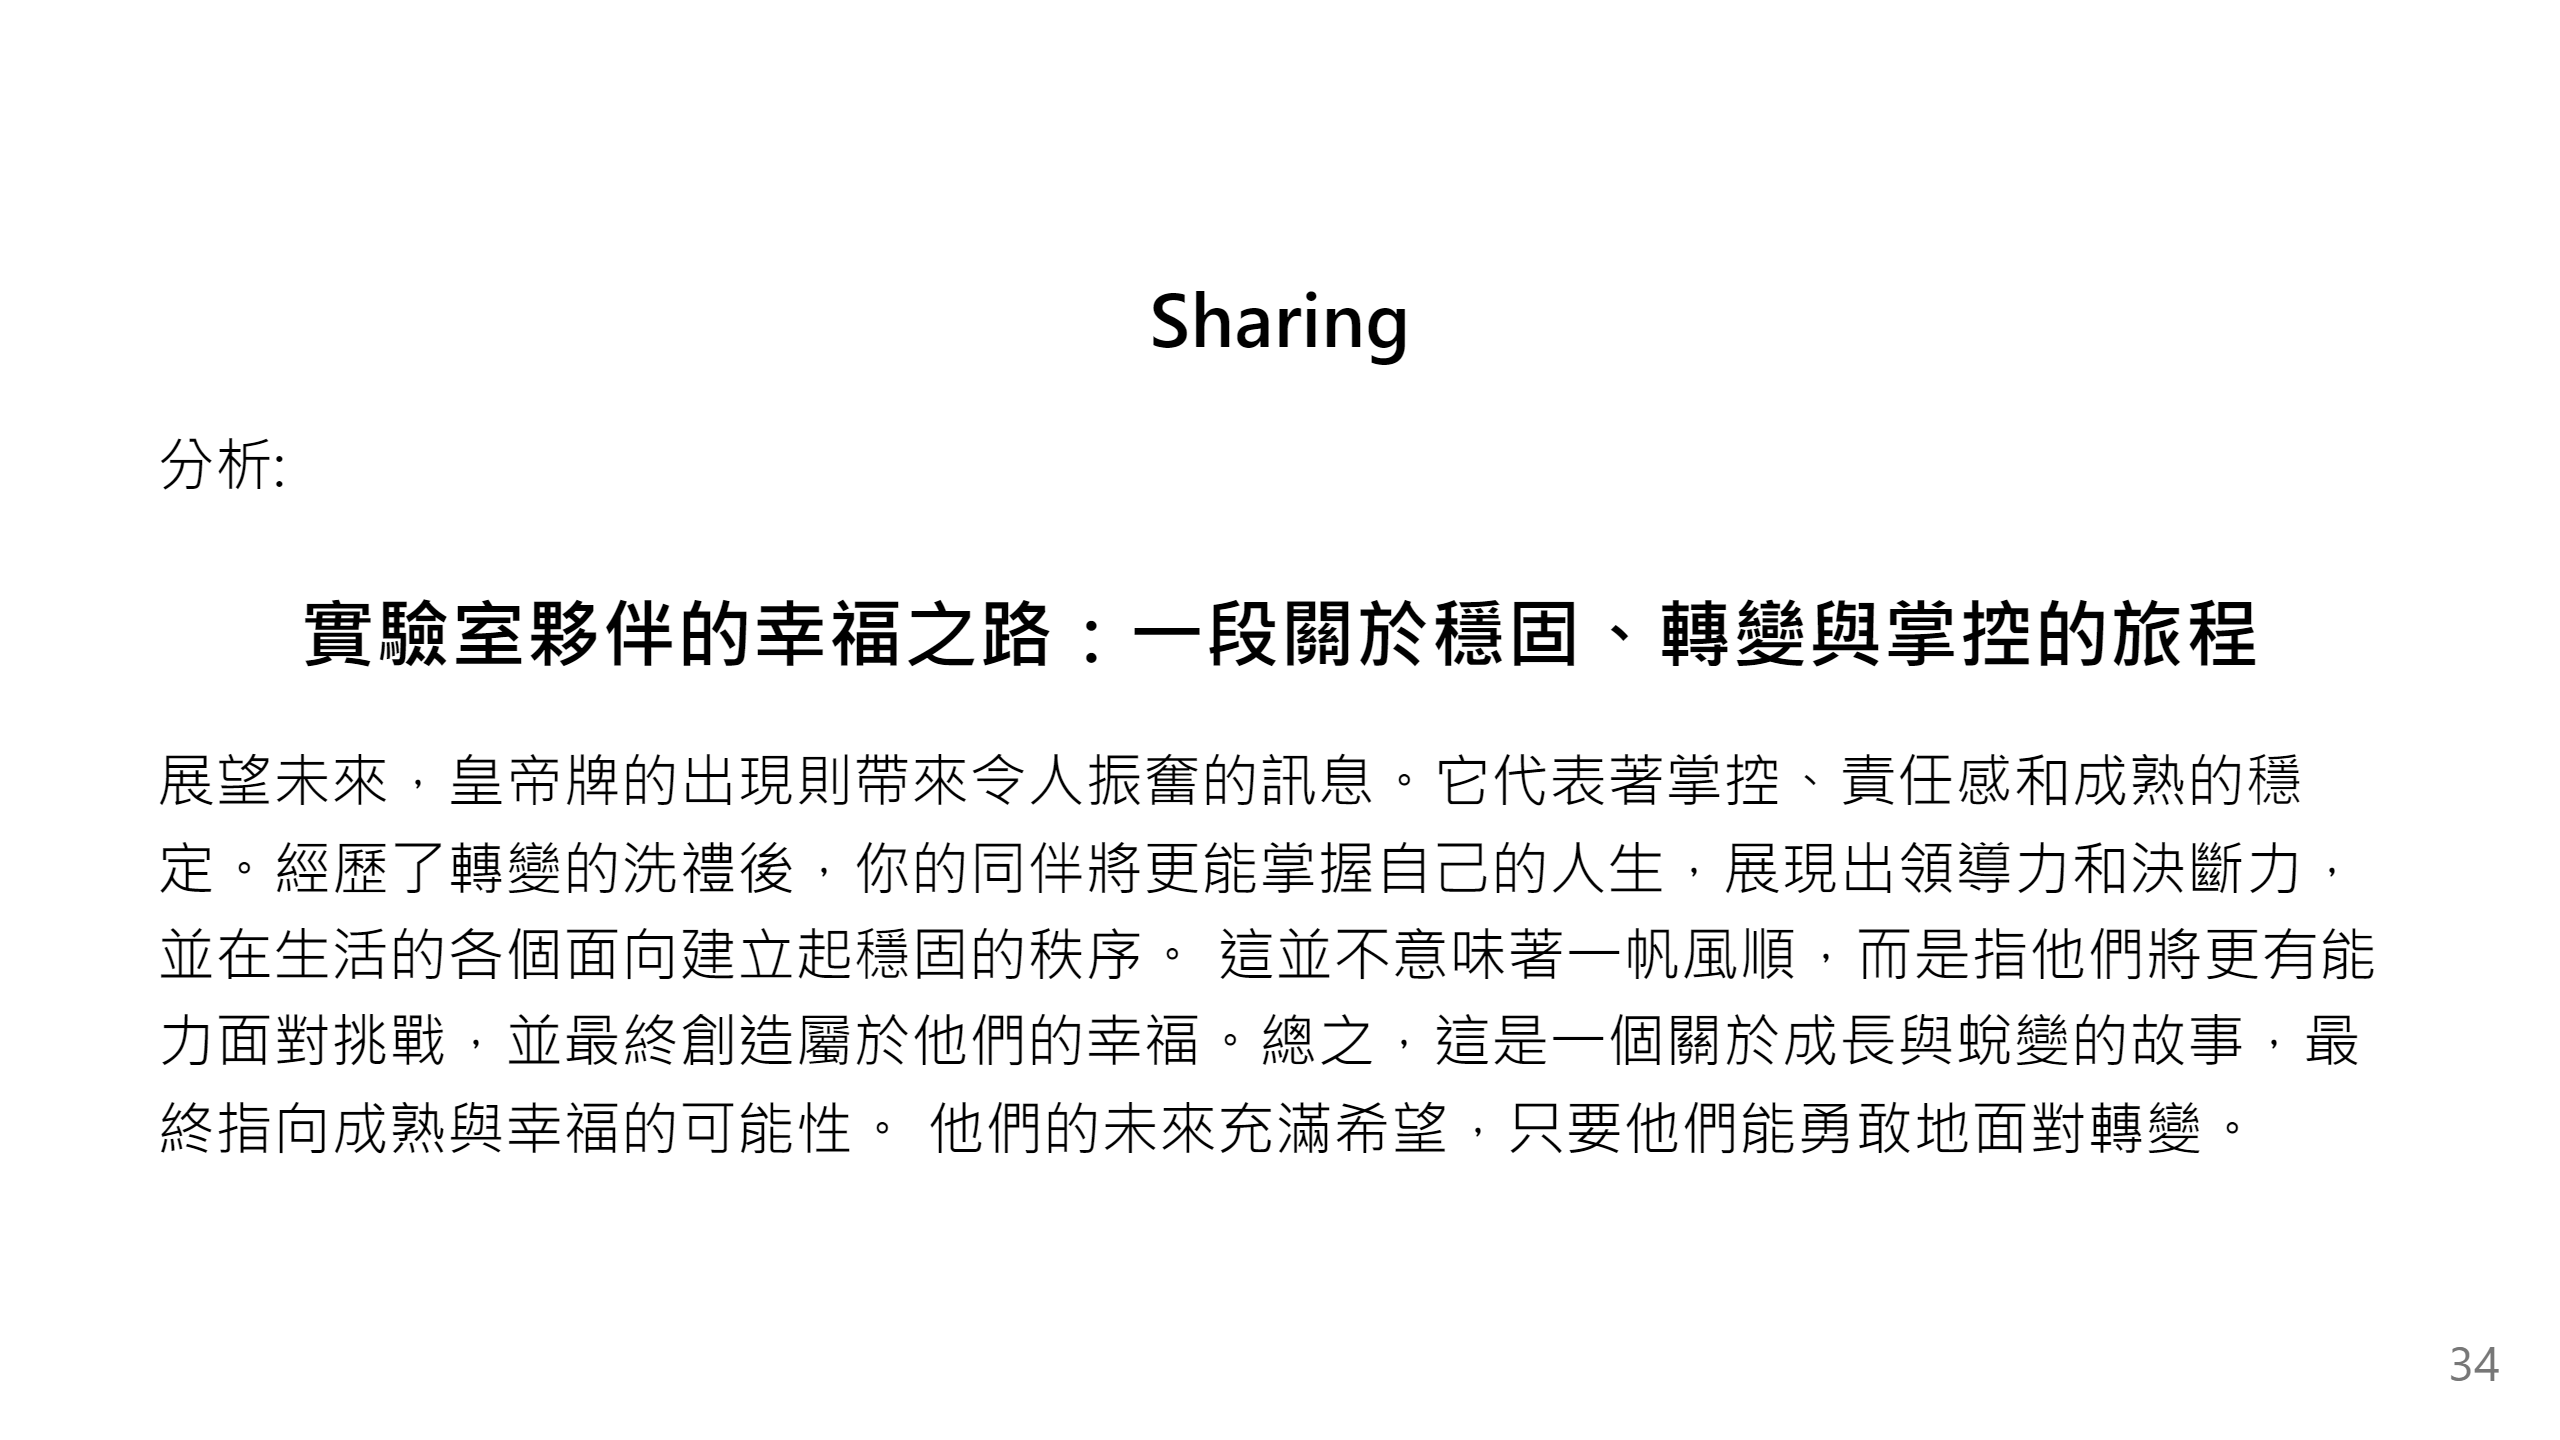 Sharing
分析:
實驗室夥伴的幸福之路：一段關於穩固、轉變與掌控的旅程
展望未來，皇帝牌的出現則帶來令人振奮的訊息。它代表著掌控、責任感和成熟的穩
定。經歷了轉變的洗禮後，你的同伴將更能掌握自己的人生，展現出領導力和決斷力，
並在生活的各個面向建立起穩固的秩序。 這並不意味著一帆風順，而是指他們將更有能
力面對挑戰，並最終創造屬於他們的幸福。總之，這是一個關於成長與蛻變的故事，最
終指向成熟與幸福的可能性。 他們的未來充滿希望，只要他們能勇敢地面對轉變。
34